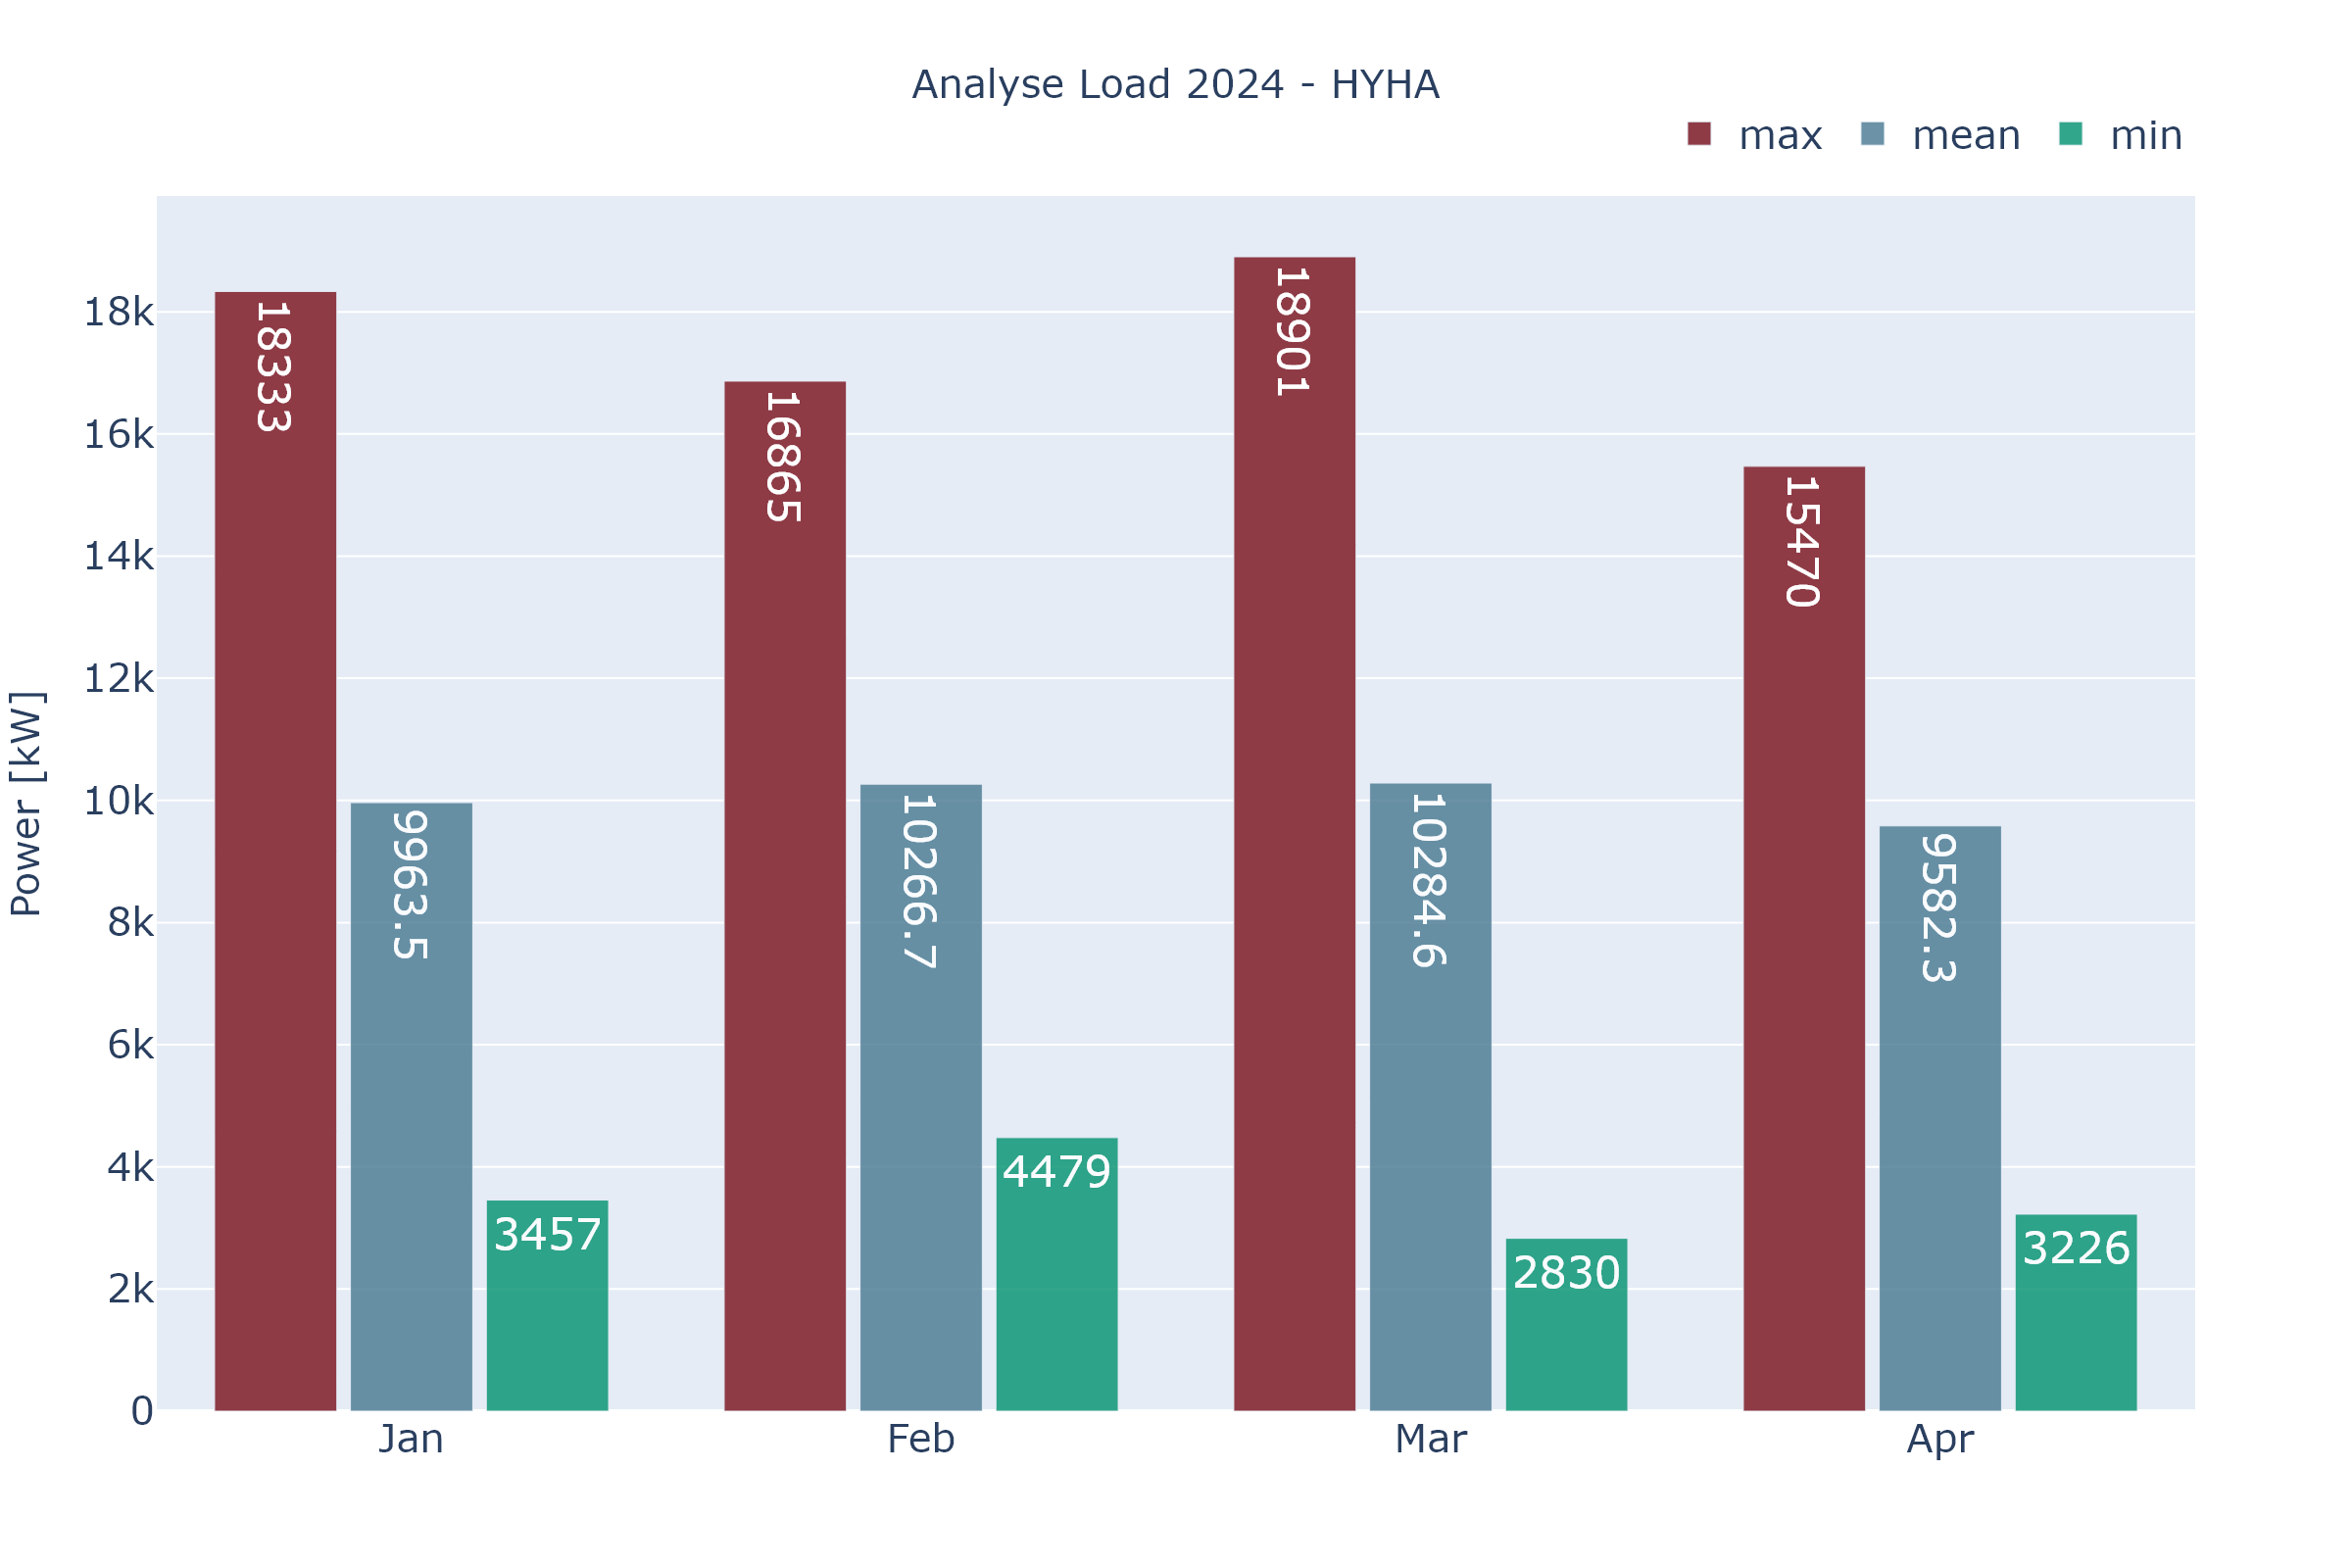 Analyse Load 2024 - HYHA
max mean min
Power [kW]
18k
16k
14k
12k
10k
8k
6k
4k
2k
0
18333
9963.5
3457
16865
10266.7
4479
18901
10284.6
2830
15470
9582.3
3226
Jan Feb Mar Apr